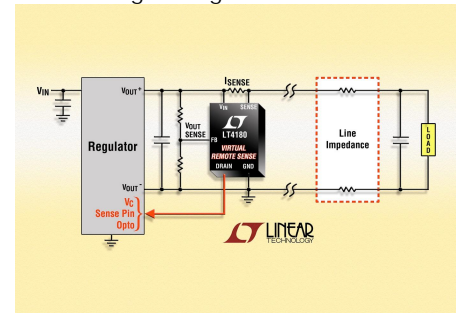 VIN
Regulator
VOUT+
VOUT-
VC
Sense Pin
Opto
VOUT
SENSE
ISENSE
VIN SENSE
LT4180
VIRTUAL
REMOTE SENSE
FB
DRAIN GND
Line
Impedance
LOAD
LINEAR
TECHNOLOGY